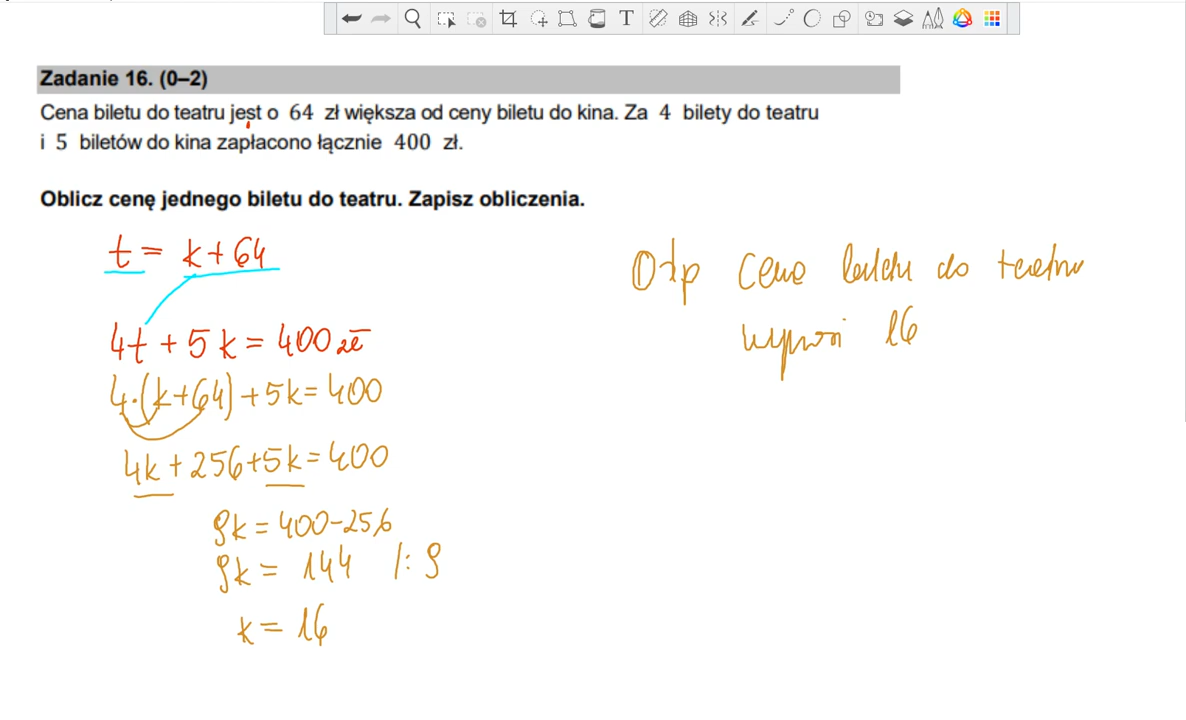 Zadanie 16. (0–2)
Cena biletu do teatru jest o 64 zł większa od ceny biletu do kina. Za 4 bilety do teatru
i 5 biletów do kina zapłacono łącznie 400 zł.
Oblicz cenę jednego biletu do teatru. Zapisz obliczenia.
t = k+64
4t + 5k = 400 zł
4·(k+64)+5k=400
4k+256+5k=400
9k=400-256
9k= 144 /:9
k=16
Odp Cena biletu do teatru
wynosi 16